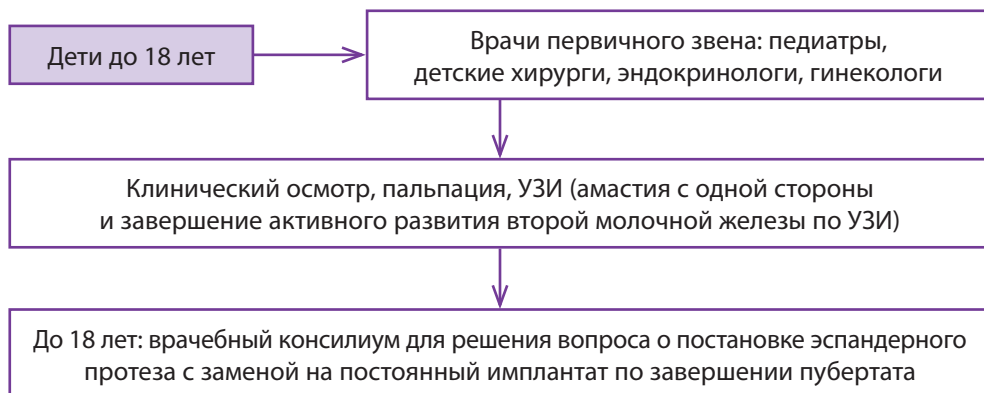 Дети до 18 лет
Врачи первичного звена: педиатры,
детские хирурги, эндокринологи, гинекологи
Клинический осмотр, пальпация, УЗИ (амастия с одной стороны
и завершение активного развития второй молочной железы по УЗИ)
До 18 лет: врачебный консилиум для решения вопроса о постановке эспандерного
протеза с заменой на постоянный имплантат по завершении пубертата